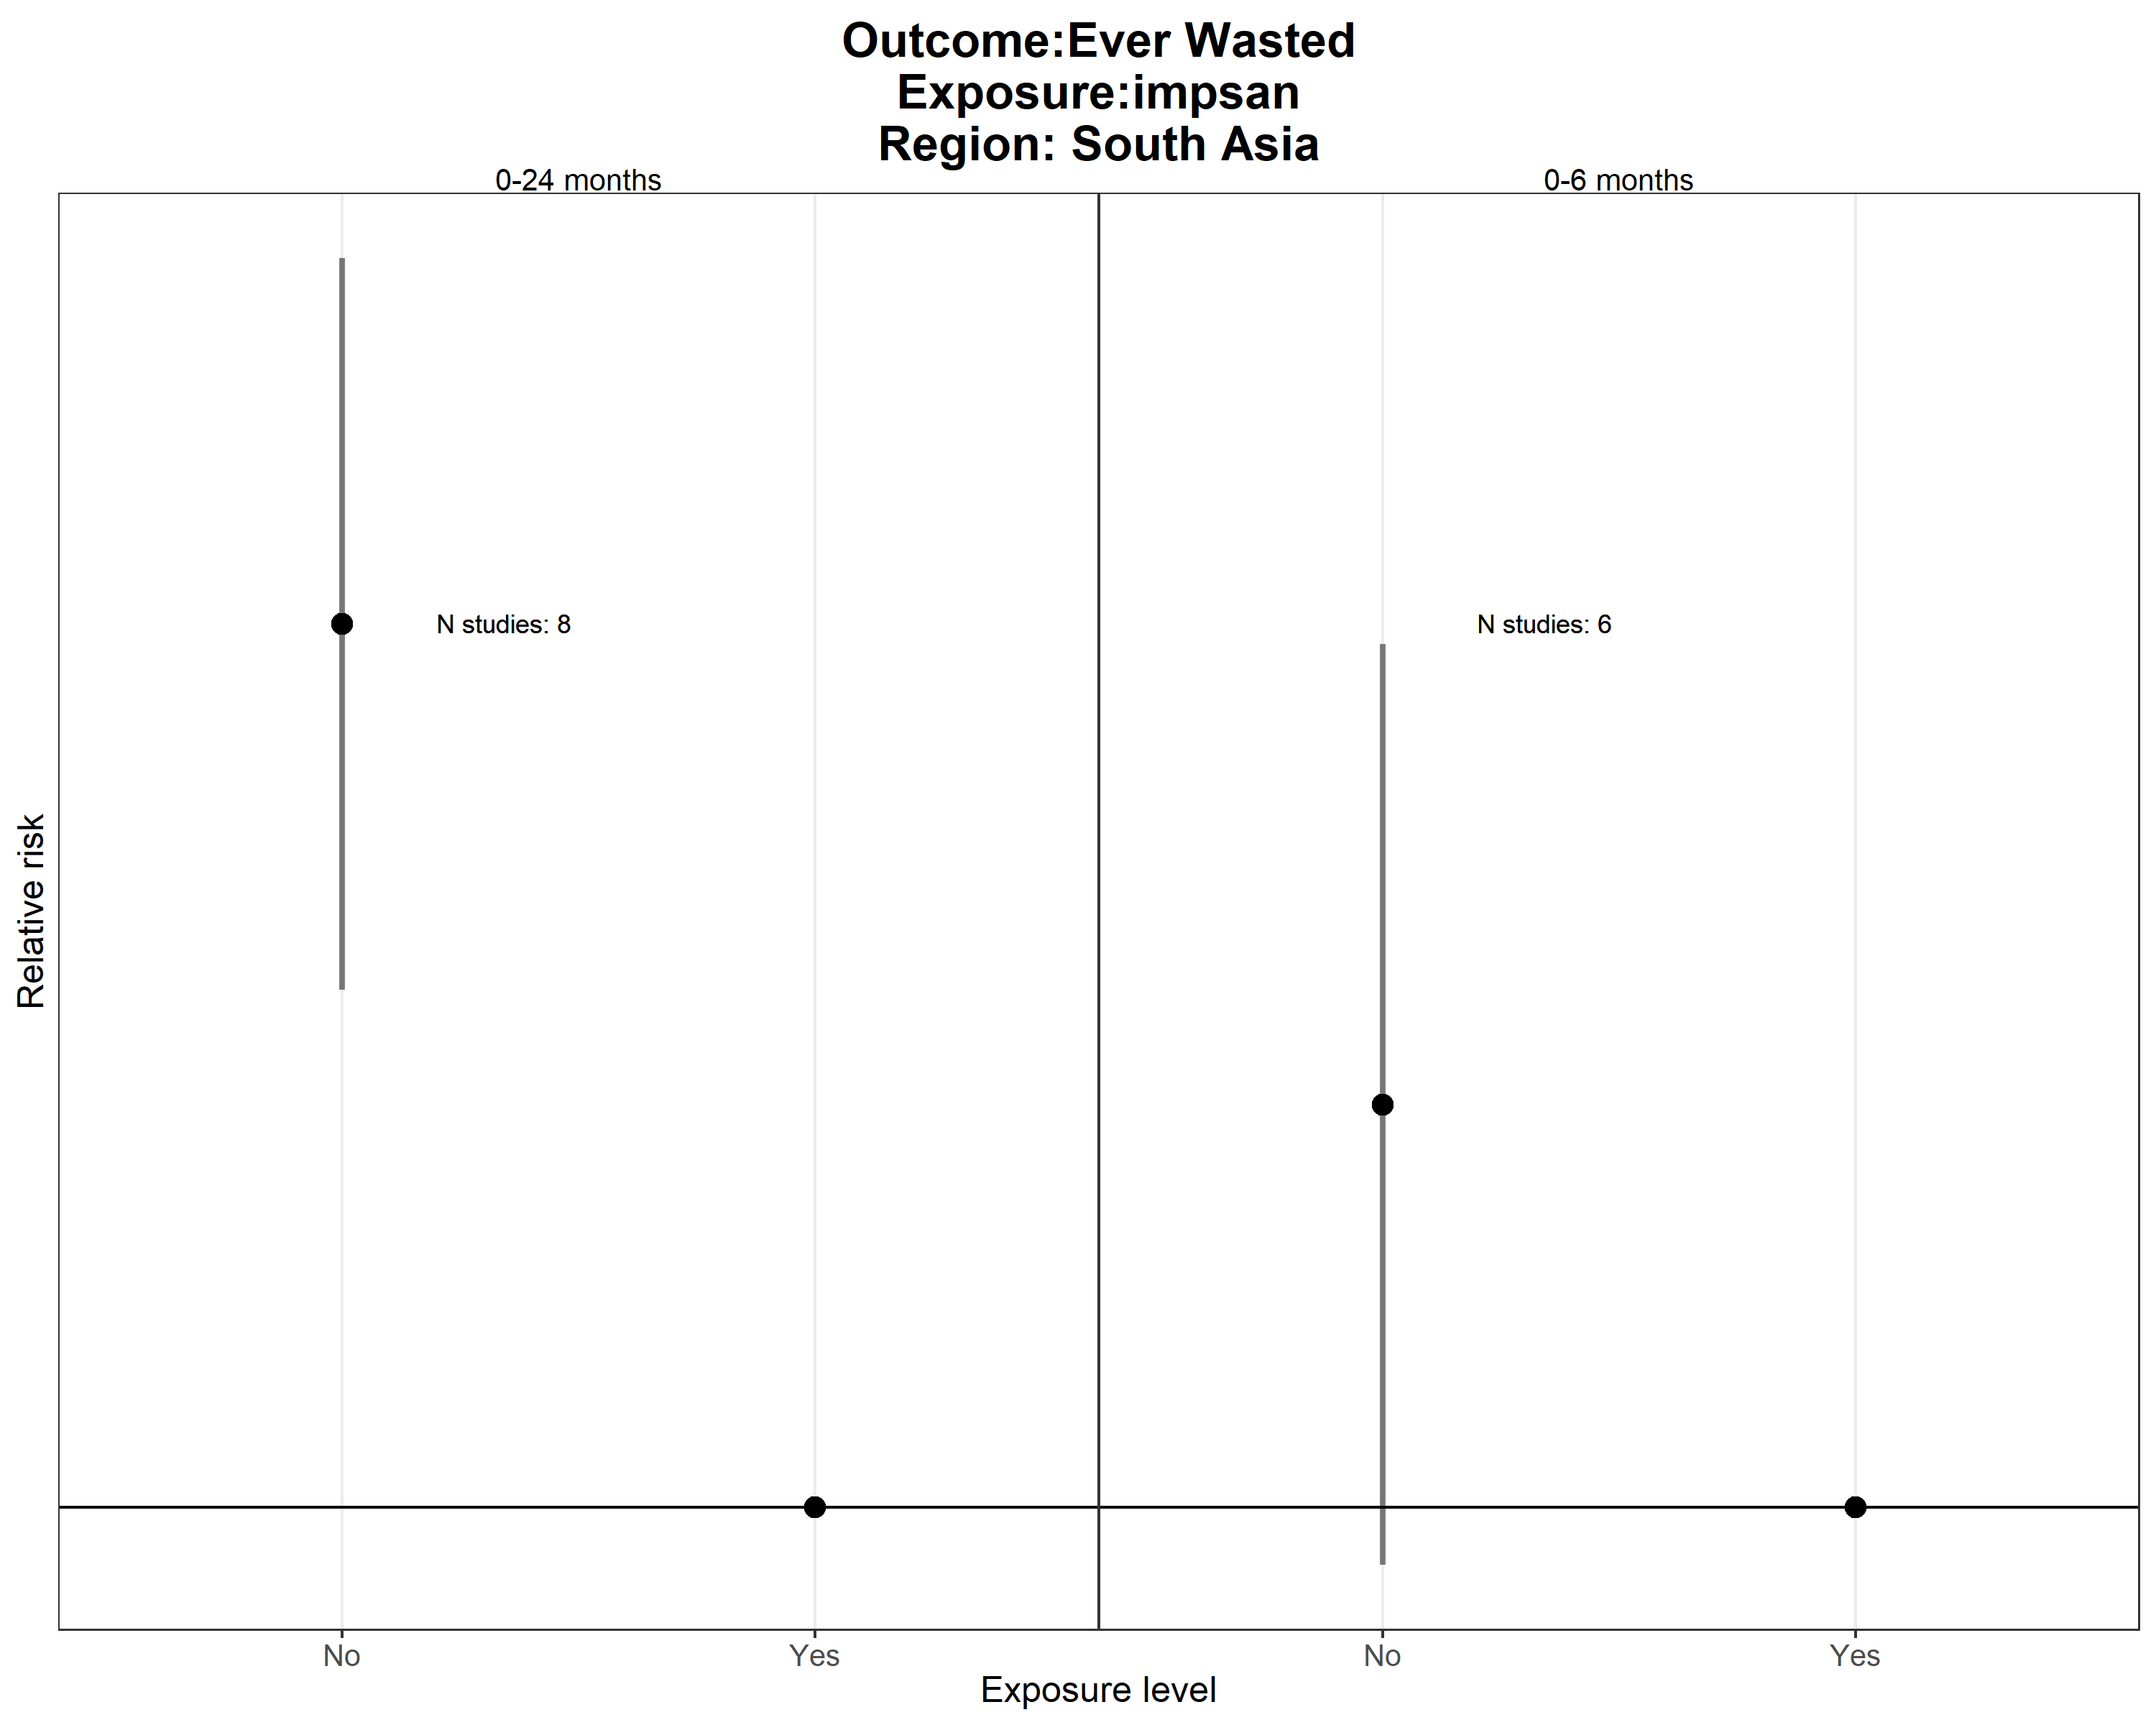 Outcome:Ever Wasted
Exposure:impsan
Region: South Asia
0-24 months
0-6 months
N studies: 8
N studies: 6
Relative risk
No
Yes
No
Yes
Exposure level